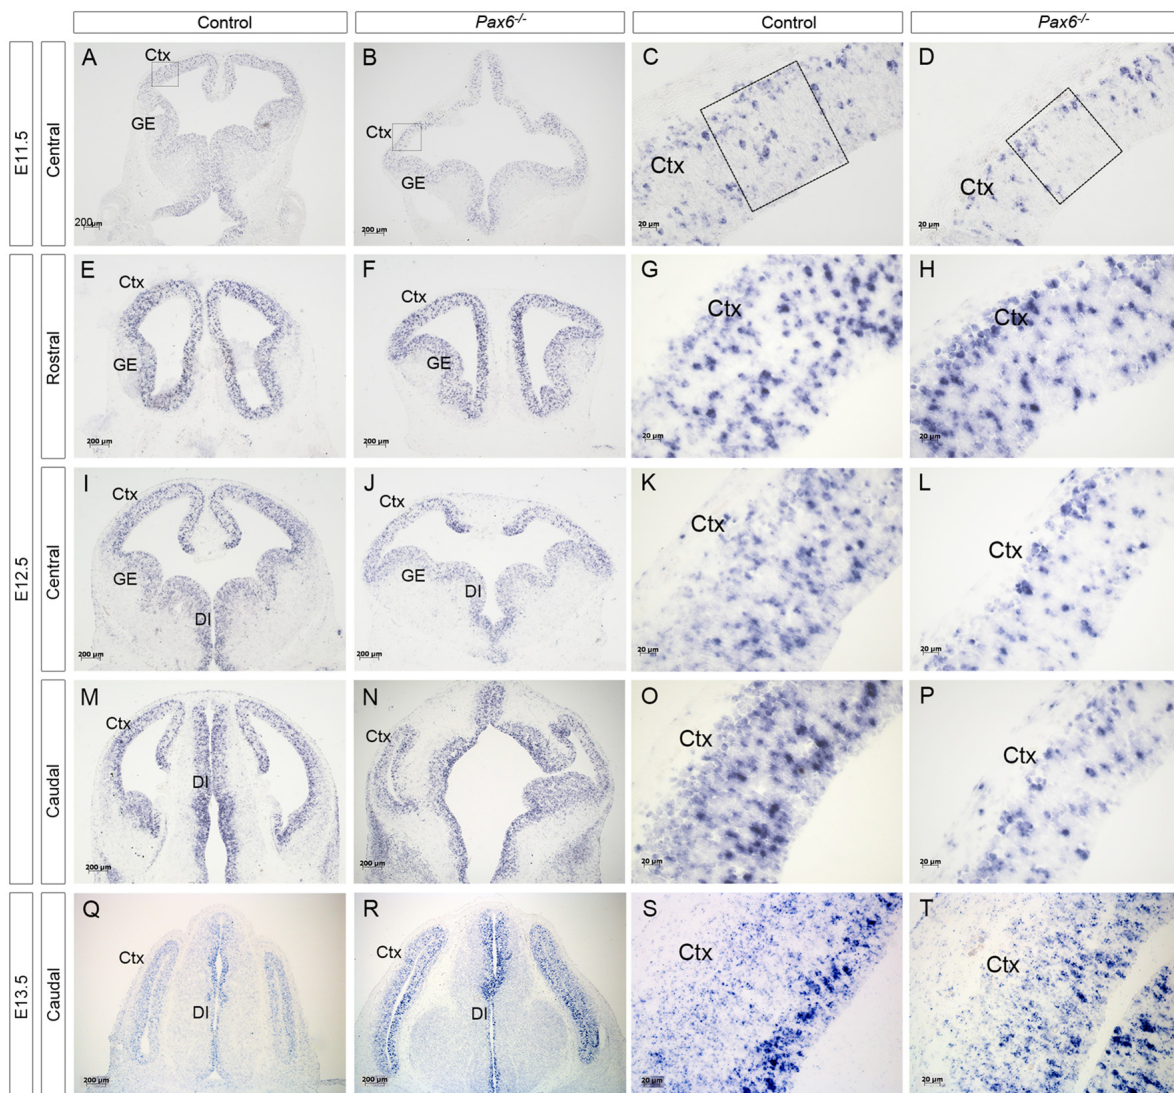 Control
Pax6-/-
Control
Pax6-/-
E11.5
Central
A
Ctx
GE
200 µm
B
Ctx
GE
200 µm
C
Ctx
20 µm
D
Ctx
20 µm
E12.5
Rostral
E
Ctx
GE
200 µm
F
Ctx
GE
200 µm
G
Ctx
20 µm
H
Ctx
20 µm
Central
I
Ctx
GE
DI
200 µm
J
Ctx
GE
DI
200 µm
K
Ctx
20 µm
L
Ctx
20 µm
Caudal
M
Ctx
DI
200 µm
N
Ctx
200 µm
O
Ctx
20 µm
P
Ctx
20 µm
E13.5
Caudal
Q
Ctx
DI
200 µm
R
Ctx
DI
200 µm
S
Ctx
20 µm
T
Ctx
20 µm